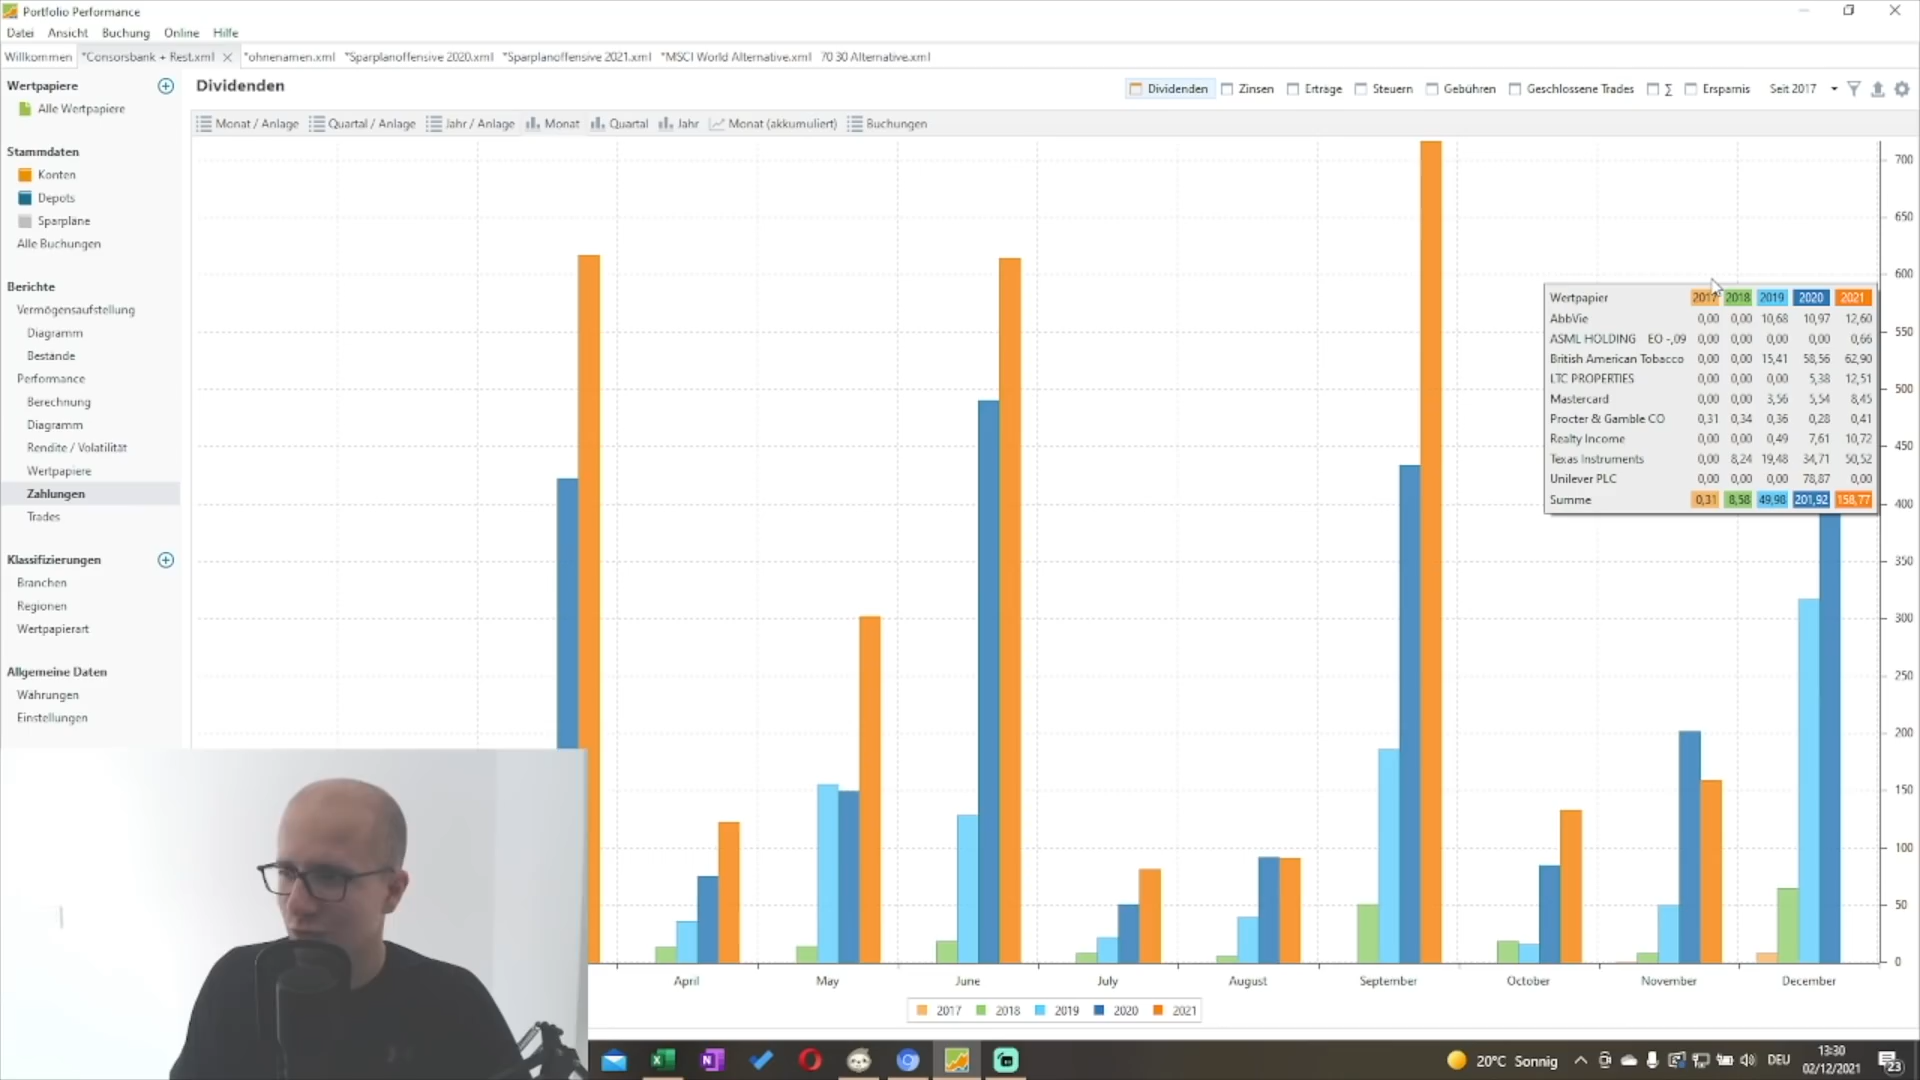 Portfolio Performance
Datei Ansicht Buchung Online Hilfe
Willkommen *Consorsbank + Rest.xml *ohnenamen.xml *Sparplanoffensive 2020.xml *Sparplanoffensive 2021.xml *MSCI World Alternative.xml 70 30 Alternative.xml
Wertpapiere
Alle Wertpapiere
Stammdaten
Konten
Depots
Sparpläne
Alle Buchungen
Berichte
Vermögensaufstellung
Diagramm
Bestände
Performance
Berechnung
Diagramm
Rendite / Volatilität
Wertpapiere
Zahlungen
Trades
Klassifizierungen
Branchen
Regionen
Wertpapierart
Allgemeine Daten
Währungen
Einstellungen
Dividenden
Dividenden Zinsen Erträge Steuern Gebühren Geschlossene Trades Σ Ersparnis Seit 2017
Monat / Anlage Quartal / Anlage Jahr / Anlage Monat Quartal Jahr Monat (akkumuliert) Buchungen
700
650
600
550
500
450
400
350
300
250
200
150
100
50
0
Wertpapier 2017 2018 2019 2020 2021
AbbVie 0,00 0,00 10,68 10,97 12,60
ASML HOLDING EO -,09 0,00 0,00 0,00 0,00 0,66
British American Tobacco 0,00 0,00 15,41 58,56 62,90
LTC PROPERTIES 0,00 0,00 0,00 5,38 12,51
Mastercard 0,00 0,00 3,56 5,54 8,45
Procter & Gamble CO 0,31 0,34 0,36 0,28 0,41
Realty Income 0,00 0,00 0,49 7,61 10,72
Texas Instruments 0,00 8,24 19,48 34,71 50,52
Unilever PLC 0,00 0,00 0,00 78,87 0,00
Summe 0,31 8,58 49,98 201,92 158,77
April May June July August September October November December
2017 2018 2019 2020 2021
20°C Sonnig
DEU
13:30
02/12/2021
23